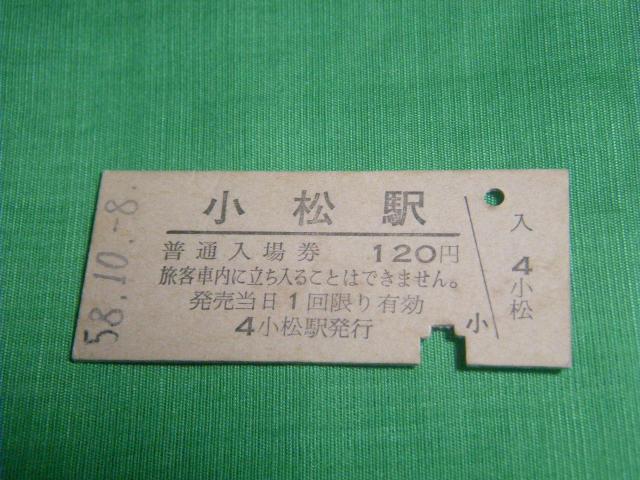 小松駅
普通入場券 120円
旅客車内に立ち入ることはできません。
発売当日1回限り有効
4小松駅発行
小
入
4
小松
58.10.-8.